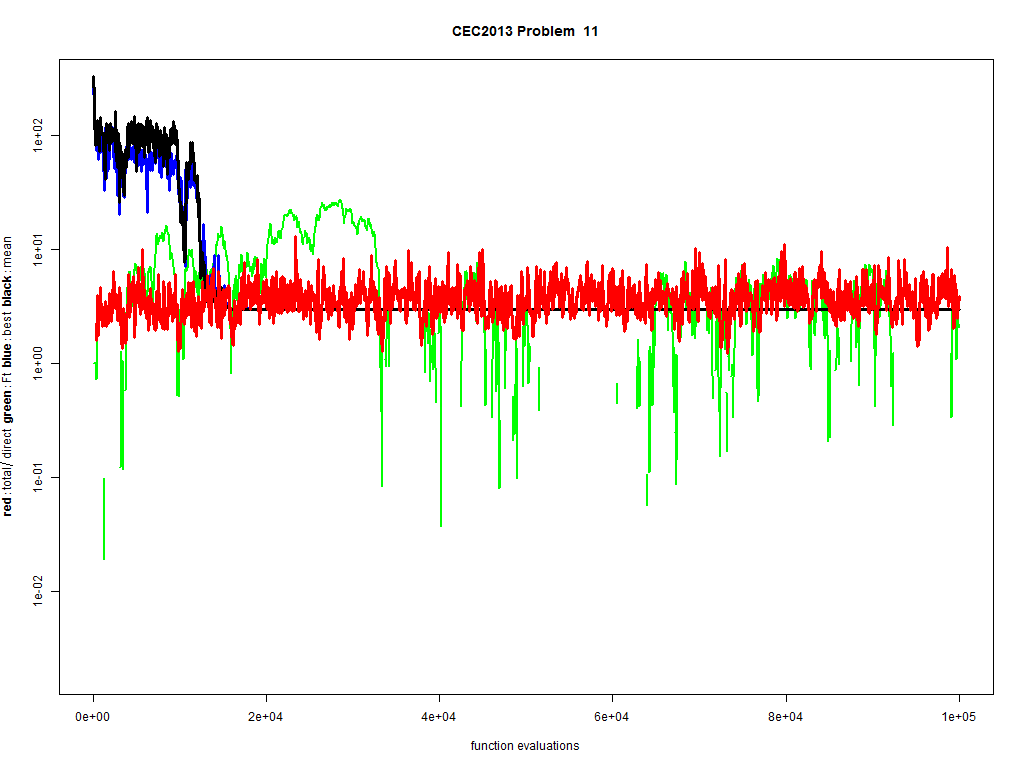 CEC2013 Problem 11
red : total/ direct green : Ft blue : best black : mean
1e+02
1e+01
1e+00
1e-01
1e-02
0e+00 2e+04 4e+04 6e+04 8e+04 1e+05
function evaluations